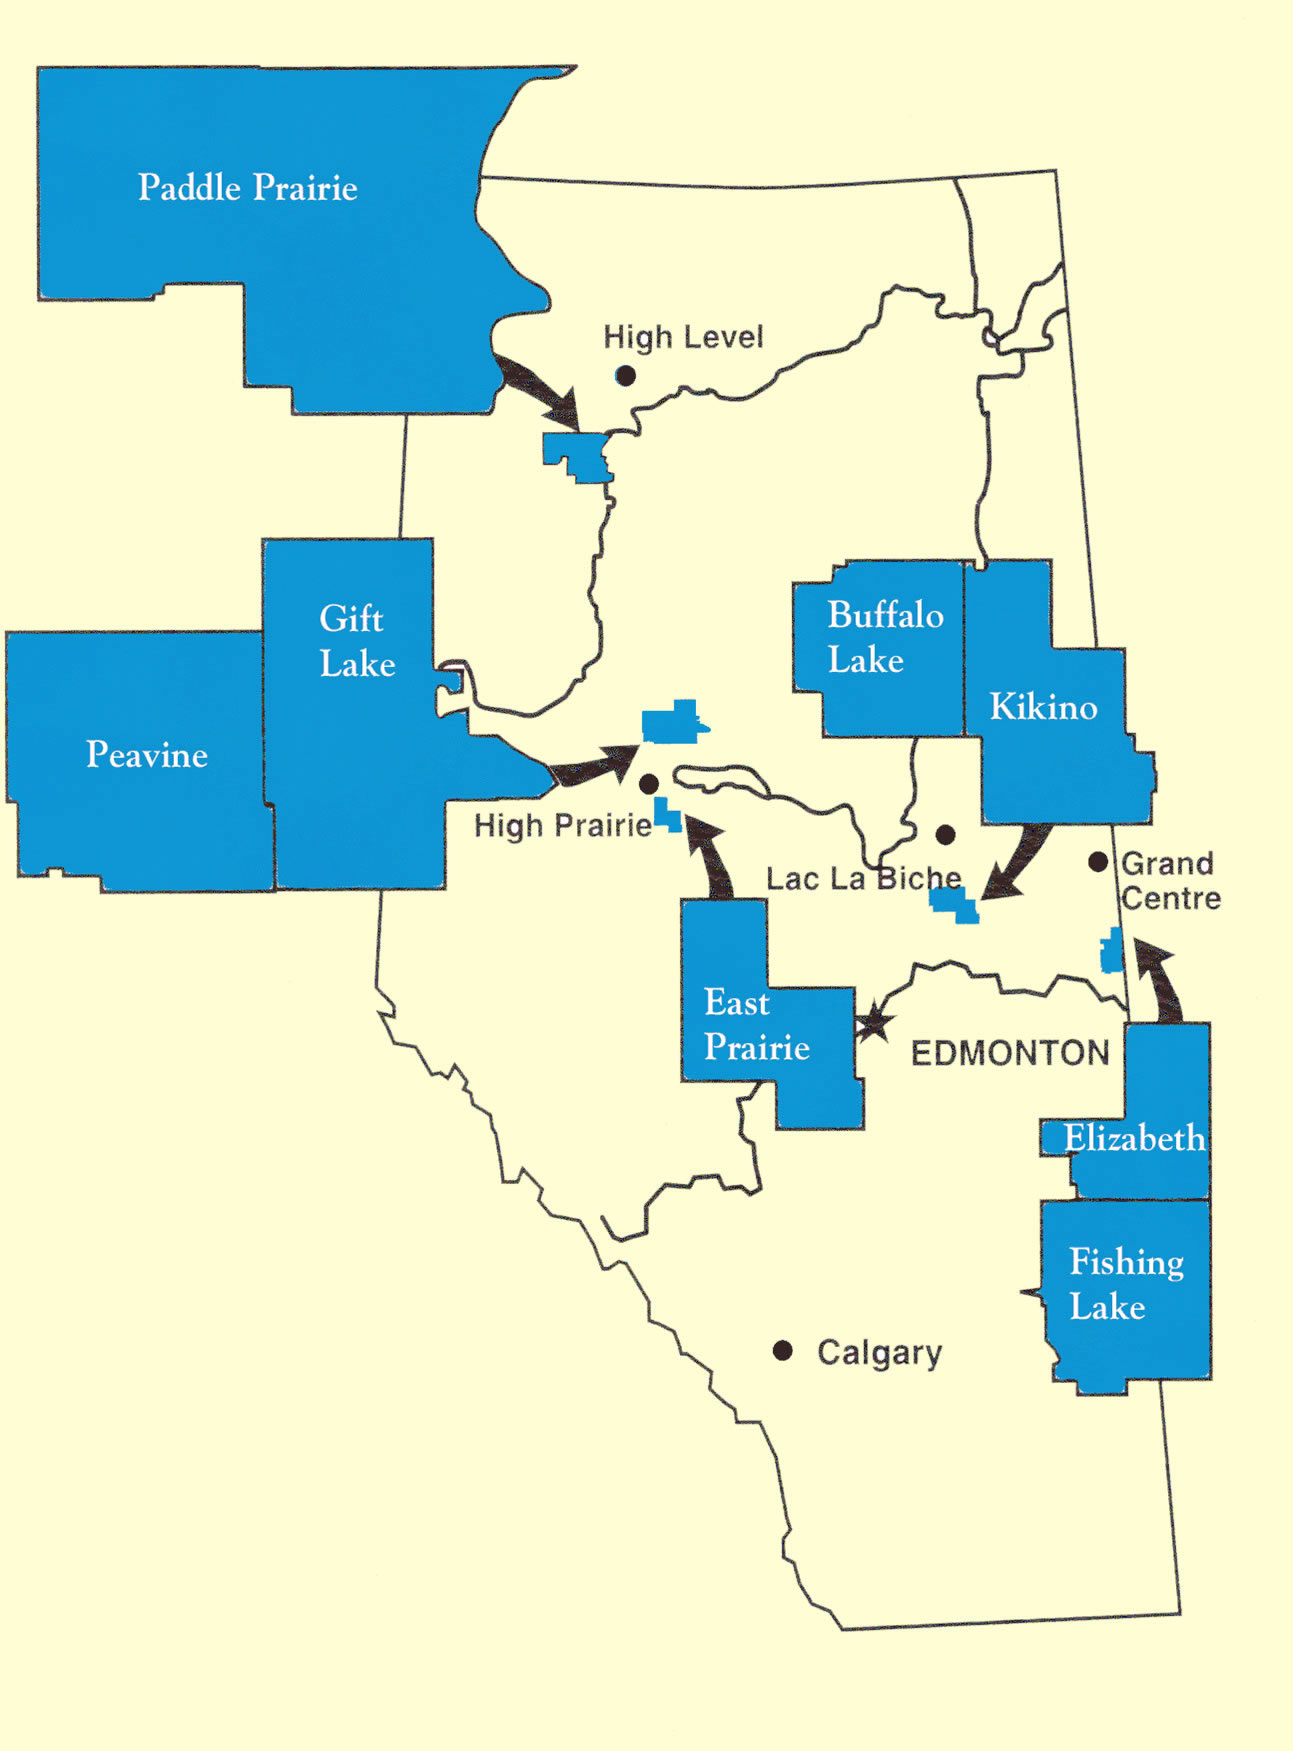 Paddle Prairie
High Level
Gift
Lake
Buffalo
Lake
Kikino
Peavine
High Prairie
Lac La Biche
Grand
Centre
East
Prairie
EDMONTON
Elizabeth
Fishing
Lake
Calgary